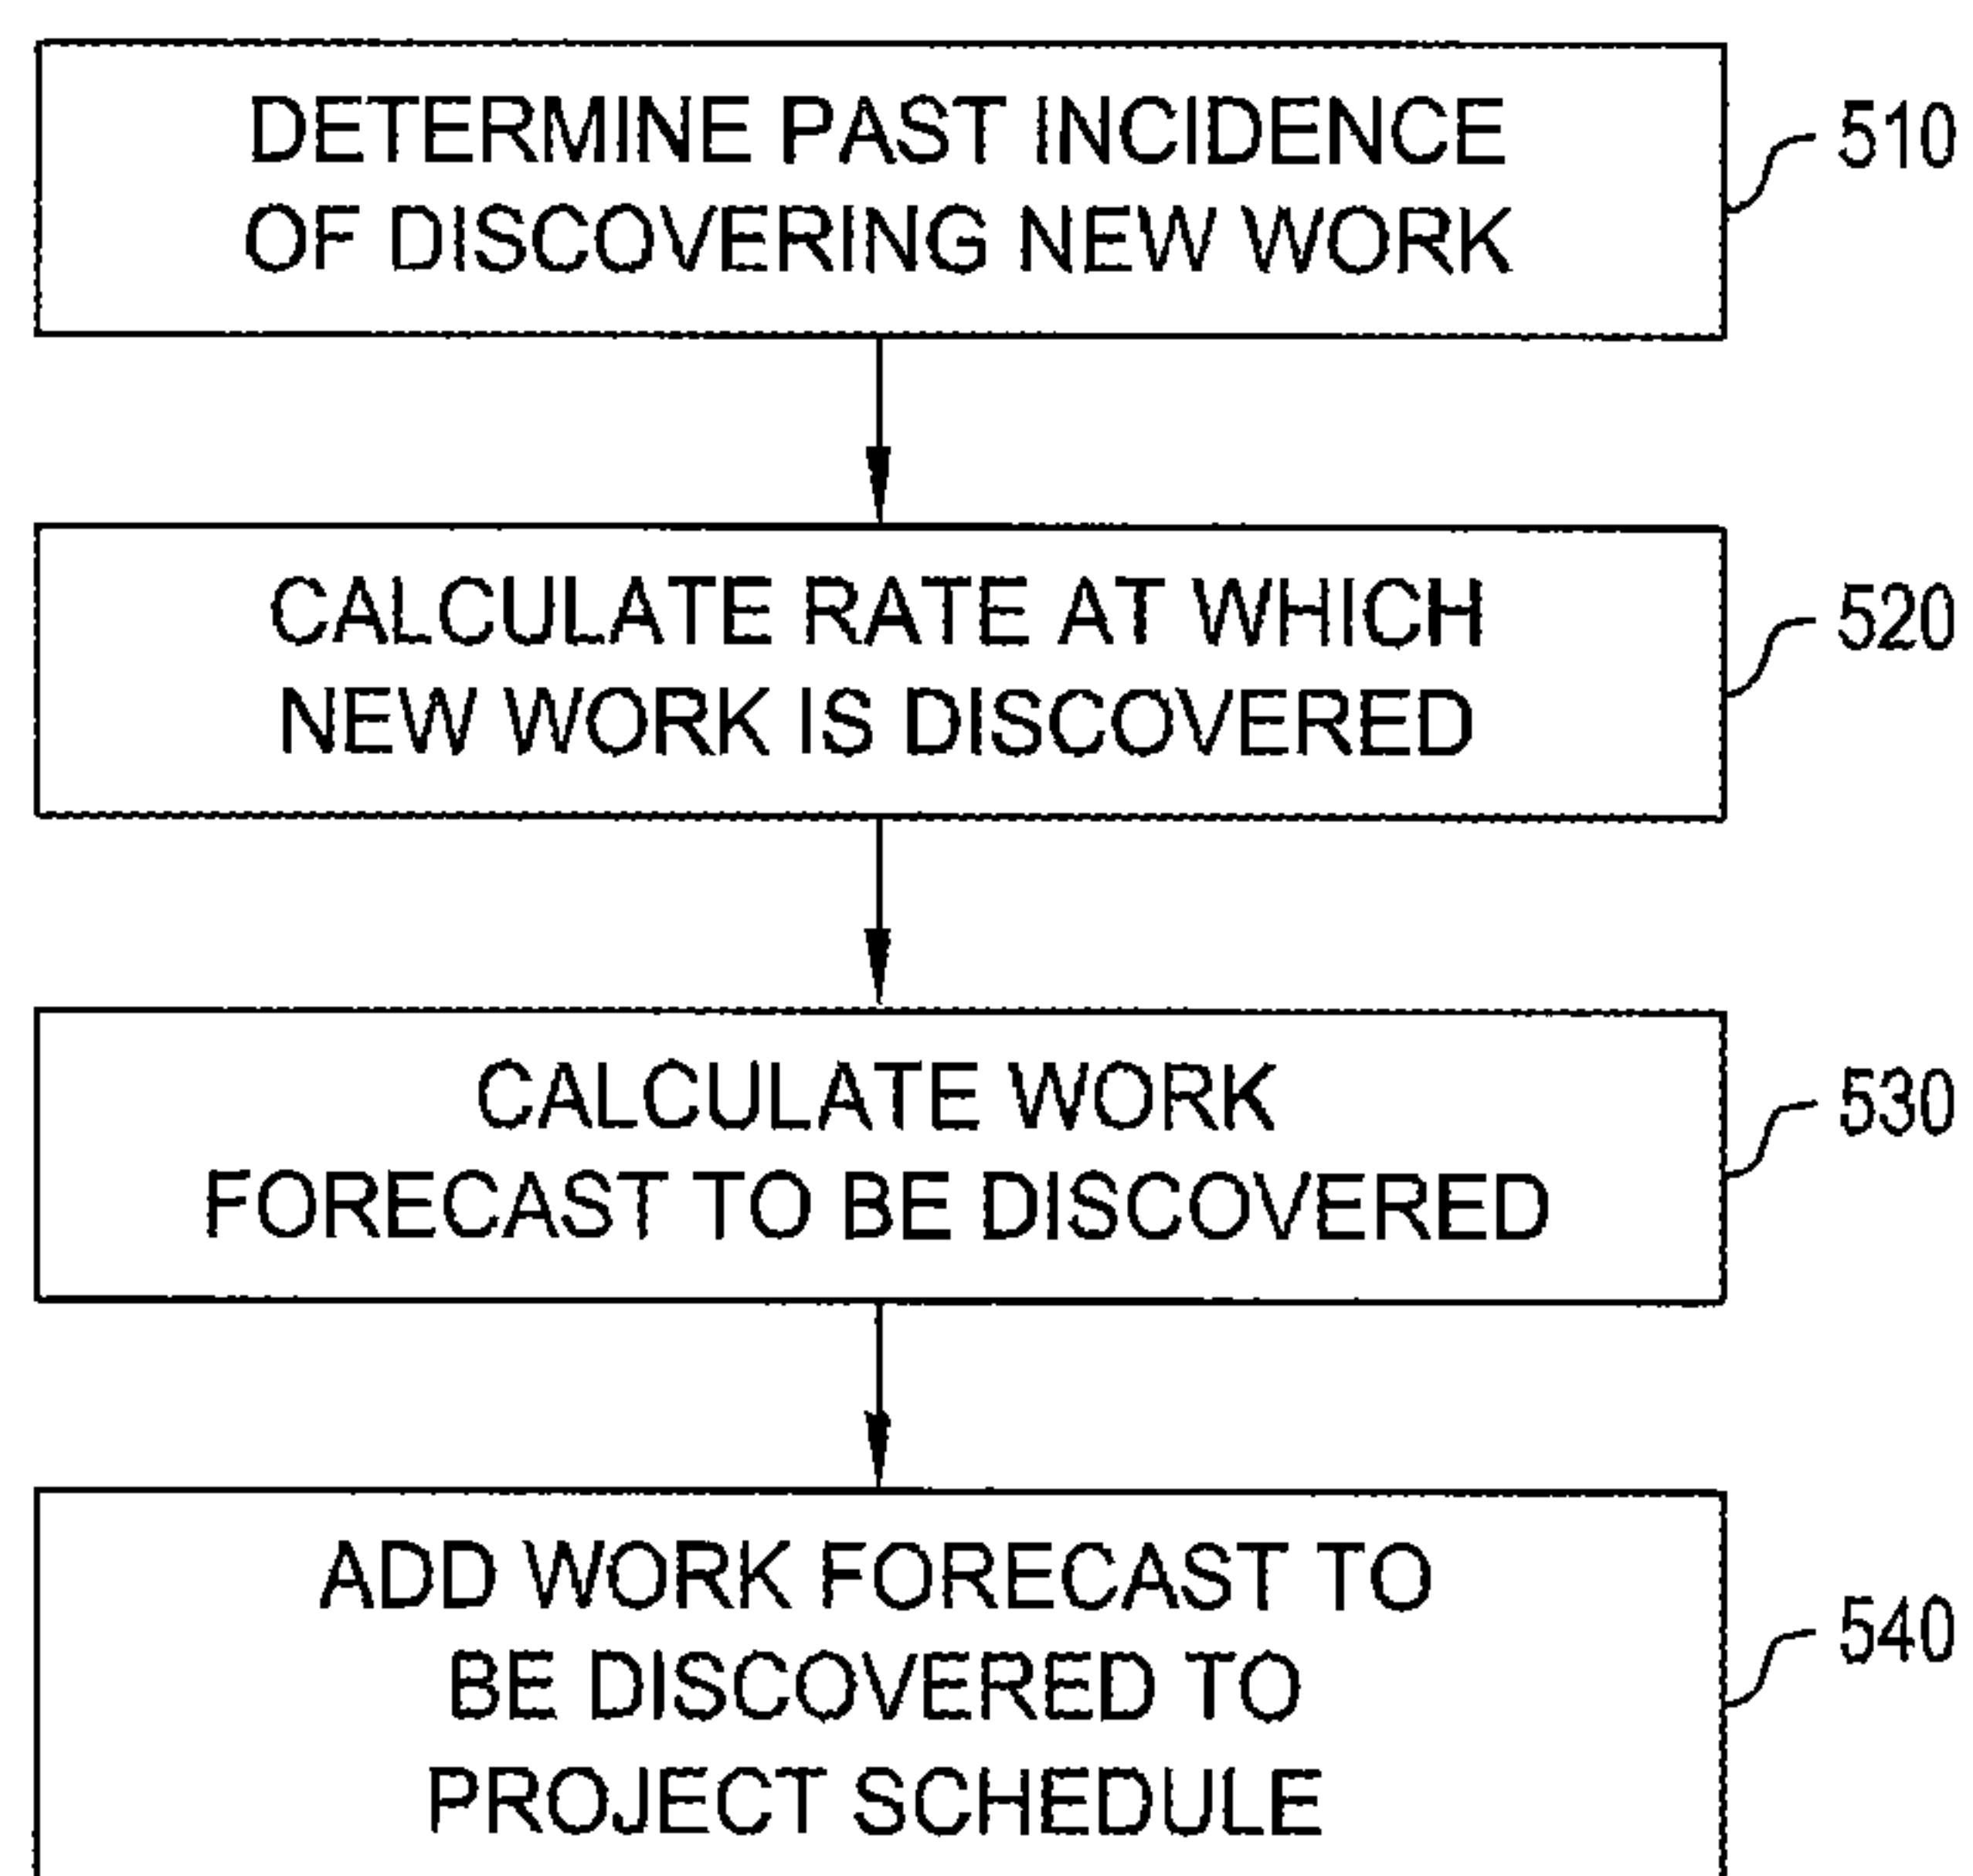 DETERMINE PAST INCIDENCE
OF DISCOVERING NEW WORK
510
CALCULATE RATE AT WHICH
NEW WORK IS DISCOVERED
520
CALCULATE WORK
FORECAST TO BE DISCOVERED
530
ADD WORK FORECAST TO
BE DISCOVERED TO
PROJECT SCHEDULE
540